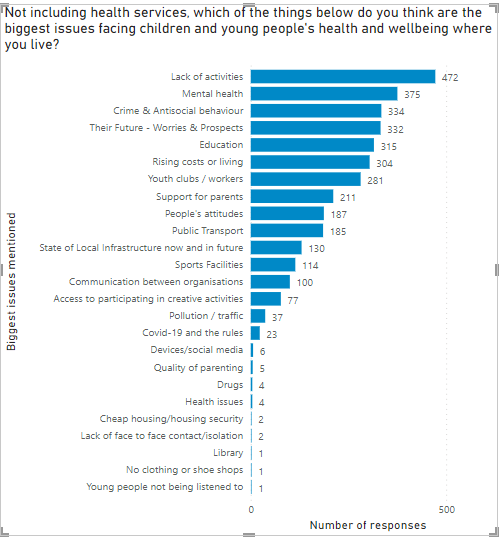 Not including health services, which of the things below do you think are the
biggest issues facing children and young people's health and wellbeing where
you live?
Biggest issues mentioned
Lack of activities 472
Mental health 375
Crime & Antisocial behaviour 334
Their Future - Worries & Prospects 332
Education 315
Rising costs or living 304
Youth clubs / workers 281
Support for parents 211
People's attitudes 187
Public Transport 185
State of Local Infrastructure now and in future 130
Sports Facilities 114
Communication between organisations 100
Access to participating in creative activities 77
Pollution / traffic 37
Covid-19 and the rules 23
Devices/social media 6
Quality of parenting 5
Drugs 4
Health issues 4
Cheap housing/housing security 2
Lack of face to face contact/isolation 2
Library 1
No clothing or shoe shops 1
Young people not being listened to 1
0 500
Number of responses